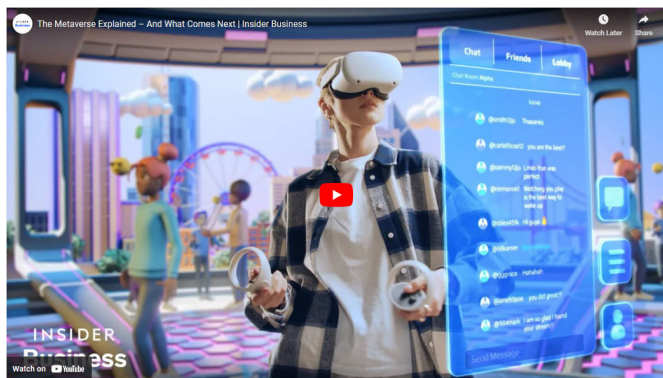 The Metaverse Explained – And What Comes Next | Insider Business
Watch Later
Share
Chat
Friends
Lobby
Chat Room Alpha
Thaaanks
you are the best!!
Lman that was
perfect
Watching you play
is the best way to
wake up
Hi guys
@gggrace Hahahah
you did great!!
I am so glad I found
your stream!!
Send Message
INSIDER
Business
Watch on YouTube